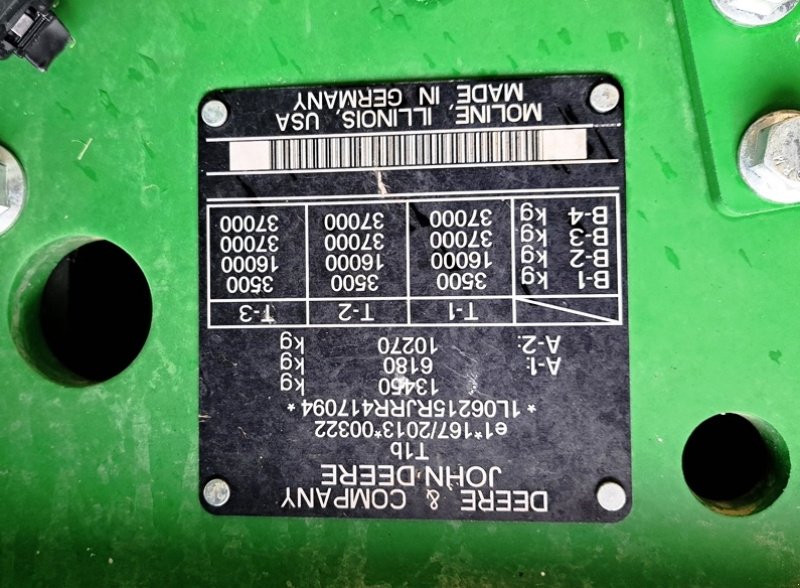 DEERE & COMPANY
JOHN DEERE
T1b
e1*167/2013*00322
*1L06215RJRR417094*
13450 kg
A-1: 6180 kg
A-2: 10270 kg
T-1 T-2 T-3
B-1 kg 3500 3500 3500
B-2 kg 16000 16000 16000
B-3 kg 37000 37000 37000
B-4 kg 37000 37000 37000
MOLINE, ILLINOIS, USA
MADE IN GERMANY